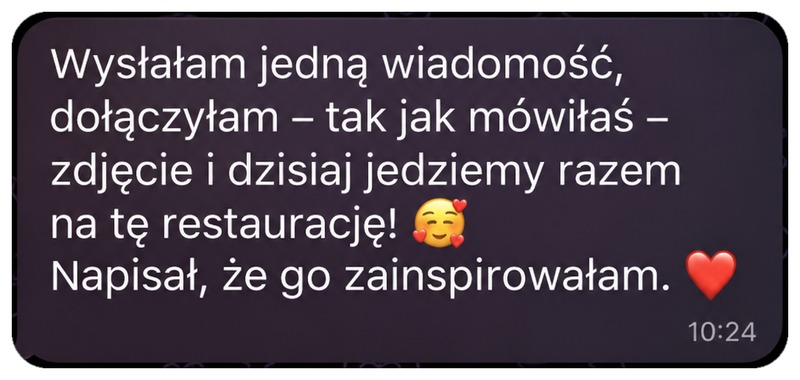 Wysłałam jedną wiadomość,
dołączyłam – tak jak mówiłaś –
zdjęcie i dzisiaj jedziemy razem
na tę restaurację! 🥰
Napisał, że go zainspirowałam. ❤️
10:24